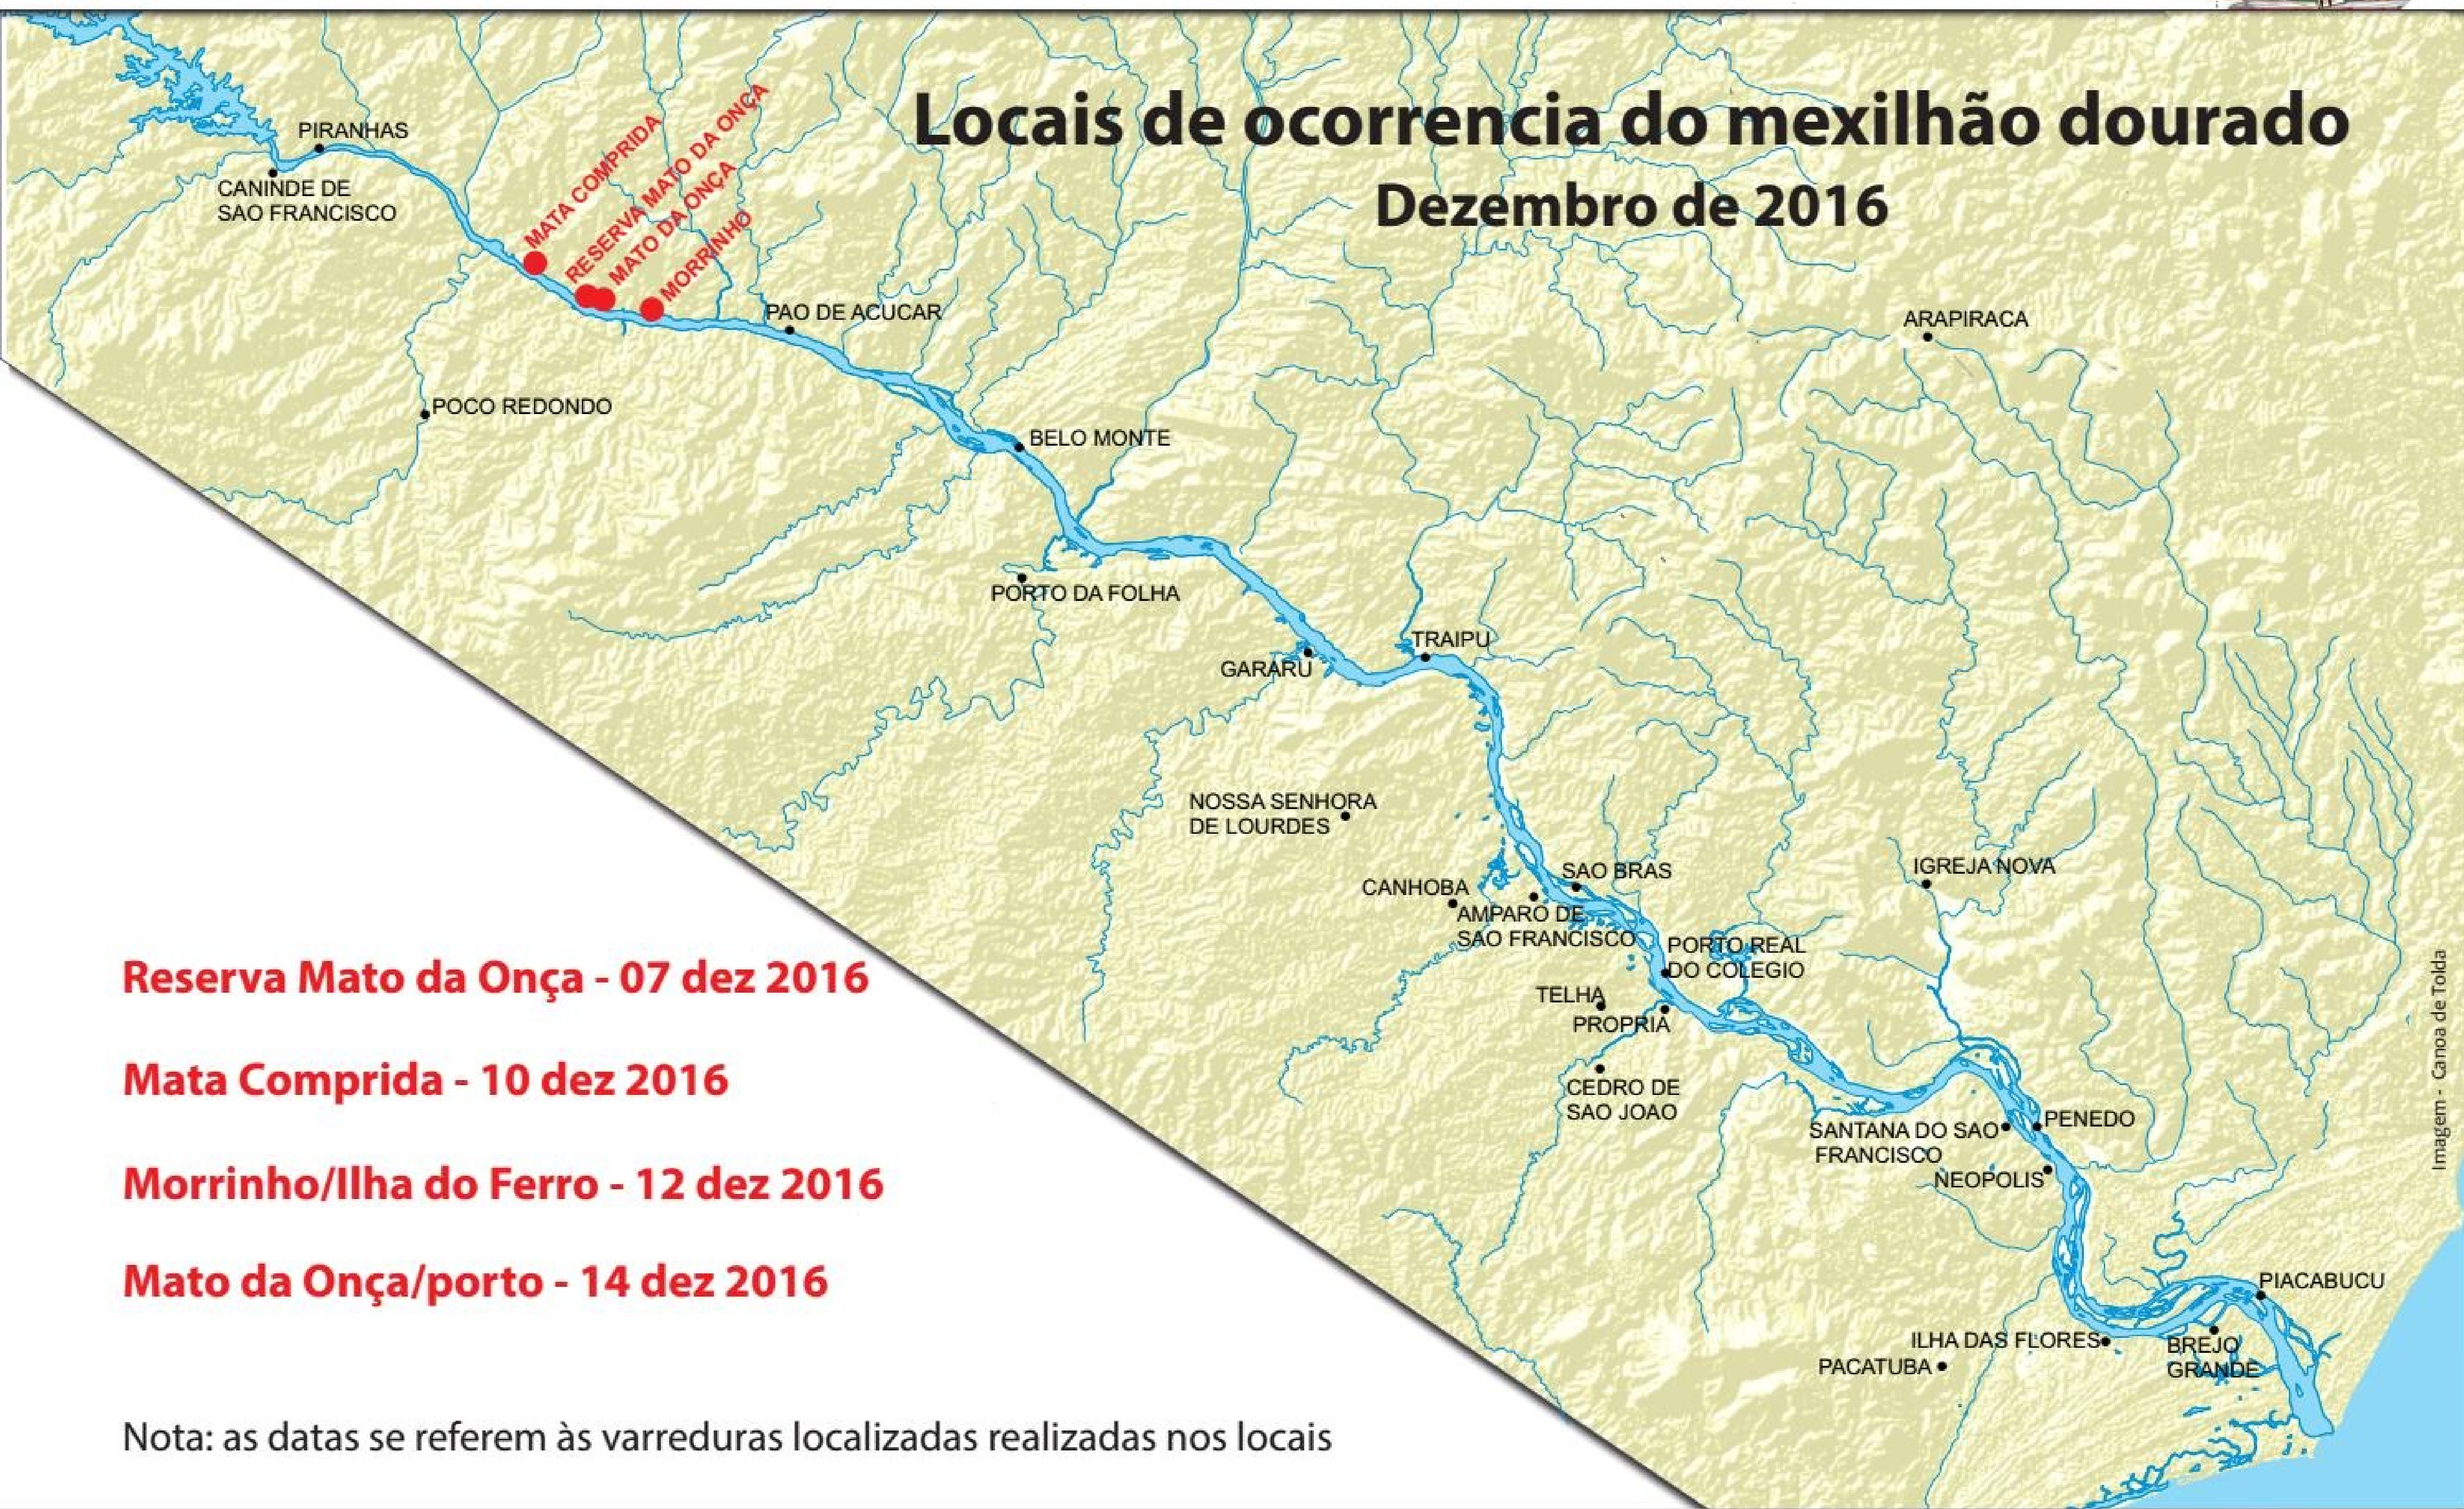 Locais de ocorrencia do mexilhão dourado
Dezembro de 2016
PIRANHAS
CANINDE DE
SAO FRANCISCO
MATA COMPRIDA
RESERVA MATO DA ONÇA
MATO DA ONÇA
MORRINHO
PAO DE ACUCAR
ARAPIRACA
POCO REDONDO
BELO MONTE
PORTO DA FOLHA
TRAIPU
GARARU
NOSSA SENHORA
DE LOURDES
SAO BRAS
IGREJA NOVA
CANHOBA
AMPARO DE
SAO FRANCISCO
PORTO REAL
DO COLEGIO
TELHA
PROPRIA
CEDRO DE
SAO JOAO
SANTANA DO SAO
FRANCISCO
PENEDO
NEOPOLIS
PIACABUCU
ILHA DAS FLORES
BREJO
GRANDE
PACATUBA
Reserva Mato da Onça - 07 dez 2016
Mata Comprida - 10 dez 2016
Morrinho/Ilha do Ferro - 12 dez 2016
Mato da Onça/porto - 14 dez 2016
Nota: as datas se referem às varreduras localizadas realizadas nos locais
Imagem - Canoa de Tolda